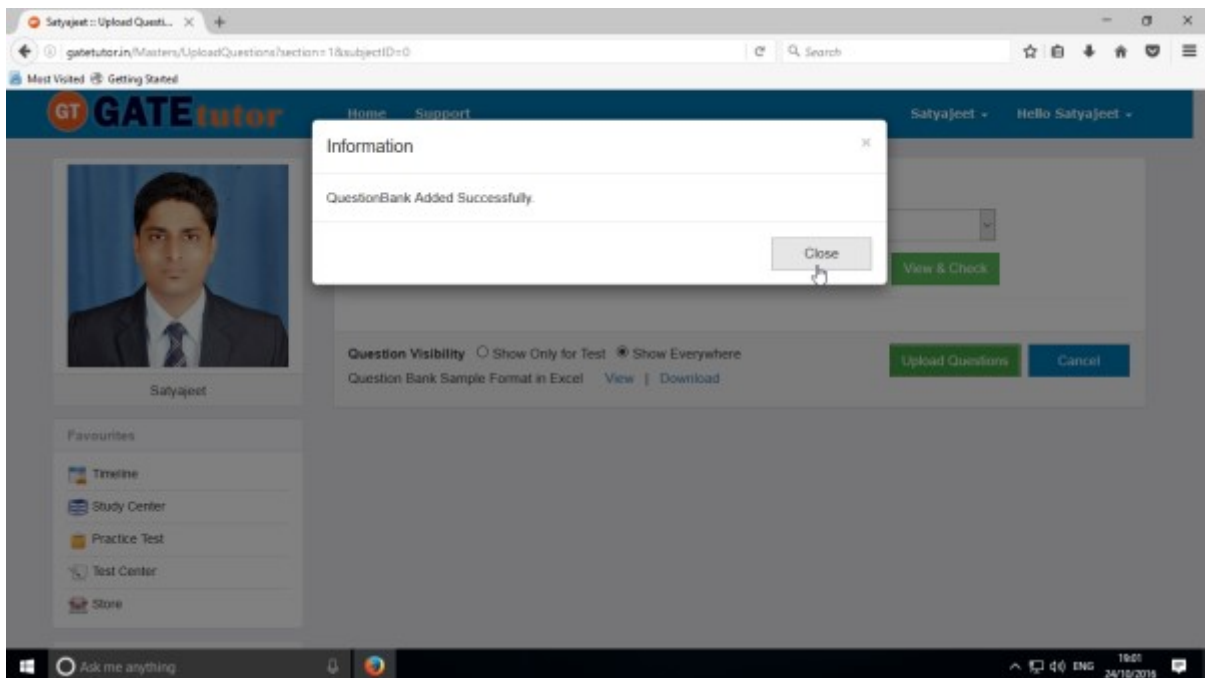 Satyajeet :: Upload Questi...
gatetutor.in/Masters/UploadQuestions?section=1&subjectID=0
Search
Most Visited Getting Started
GT GATEtutor
Home Support
SatyaJeet
Hello SatyaJeet
Information
QuestionBank Added Successfully.
Close
View & Check
Question Visibility Show Only for Test Show Everywhere
Upload Questions
Cancel
Question Bank Sample Format in Excel View | Download
Satyajeet
Favourites
Timeline
Study Center
Practice Test
Test Center
Store
Ask me anything
ENG
19:01
24/10/2016